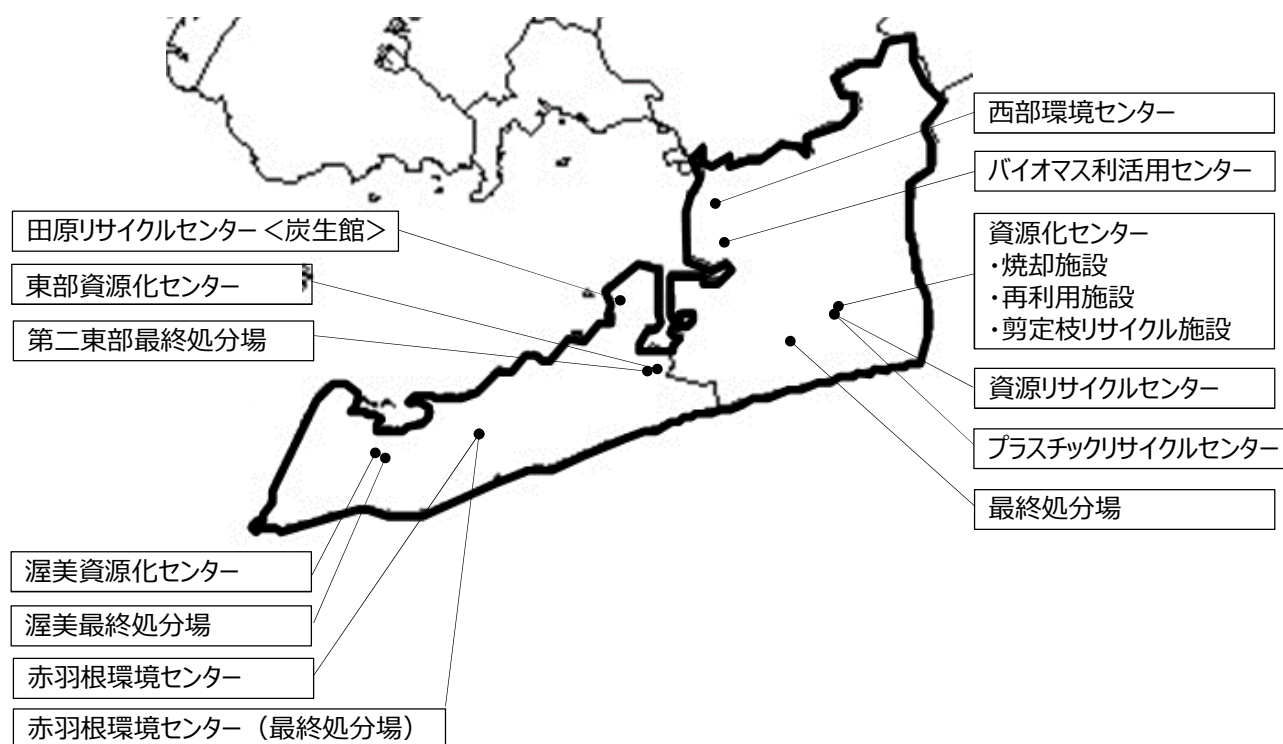 西部環境センター
バイオマス利活用センター
田原リサイクルセンター＜炭生館＞
資源化センター
・焼却施設
・再利用施設
・剪定枝リサイクル施設
東部資源化センター
第二東部最終処分場
資源リサイクルセンター
プラスチックリサイクルセンター
最終処分場
渥美資源化センター
渥美最終処分場
赤羽根環境センター
赤羽根環境センター（最終処分場）